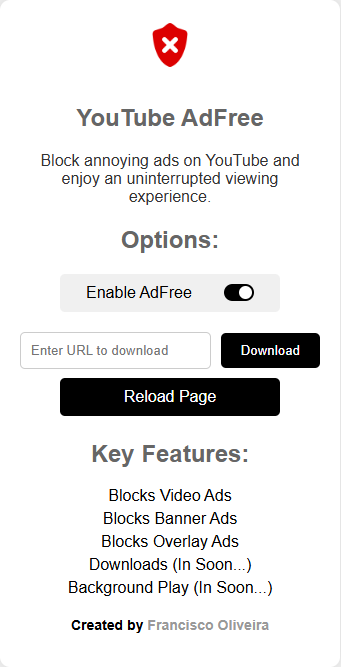 YouTube AdFree
Block annoying ads on YouTube and
enjoy an uninterrupted viewing
experience.
Options:
Enable AdFree
Enter URL to download
Download
Reload Page
Key Features:
Blocks Video Ads
Blocks Banner Ads
Blocks Overlay Ads
Downloads (In Soon...)
Background Play (In Soon...)
Created by Francisco Oliveira